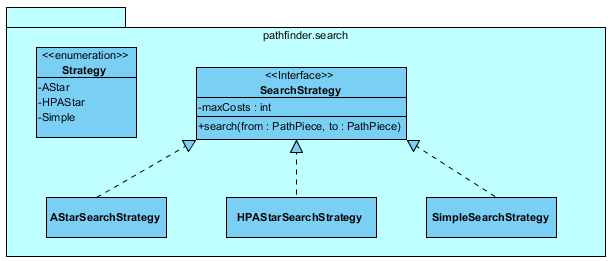 pathfinder.search
<<enumeration>>
Strategy
-AStar
-HPAStar
-Simple
<<Interface>>
SearchStrategy
-maxCosts : int
+search(from : PathPiece, to : PathPiece)
AStarSearchStrategy
HPAStarSearchStrategy
SimpleSearchStrategy